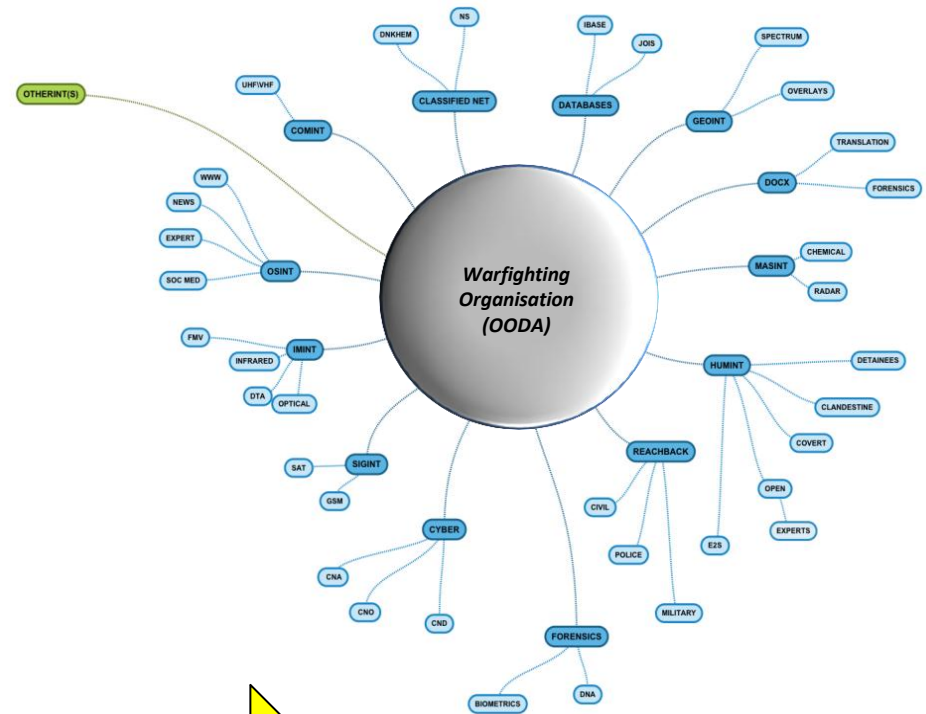 NS
IBASE
DNKHEM
SPECTRUM
JOIS
UHF\VHF
OTHERINT(S)
CLASSIFIED NET
DATABASES
OVERLAYS
GEOINT
COMINT
TRANSLATION
WWW
DOCX
FORENSICS
NEWS
EXPERT
CHEMICAL
MASINT
OSINT
SOC MED
RADAR
Warfighting
Organisation
(OODA)
FMV
IMINT
INFRARED
DETAINEES
HUMINT
DTA
OPTICAL
CLANDESTINE
COVERT
REACHBACK
SIGINT
SAT
OPEN
GSM
CIVIL
CYBER
EXPERTS
E2S
POLICE
CNA
CNO
MILITARY
CND
FORENSICS
DNA
BIOMETRICS